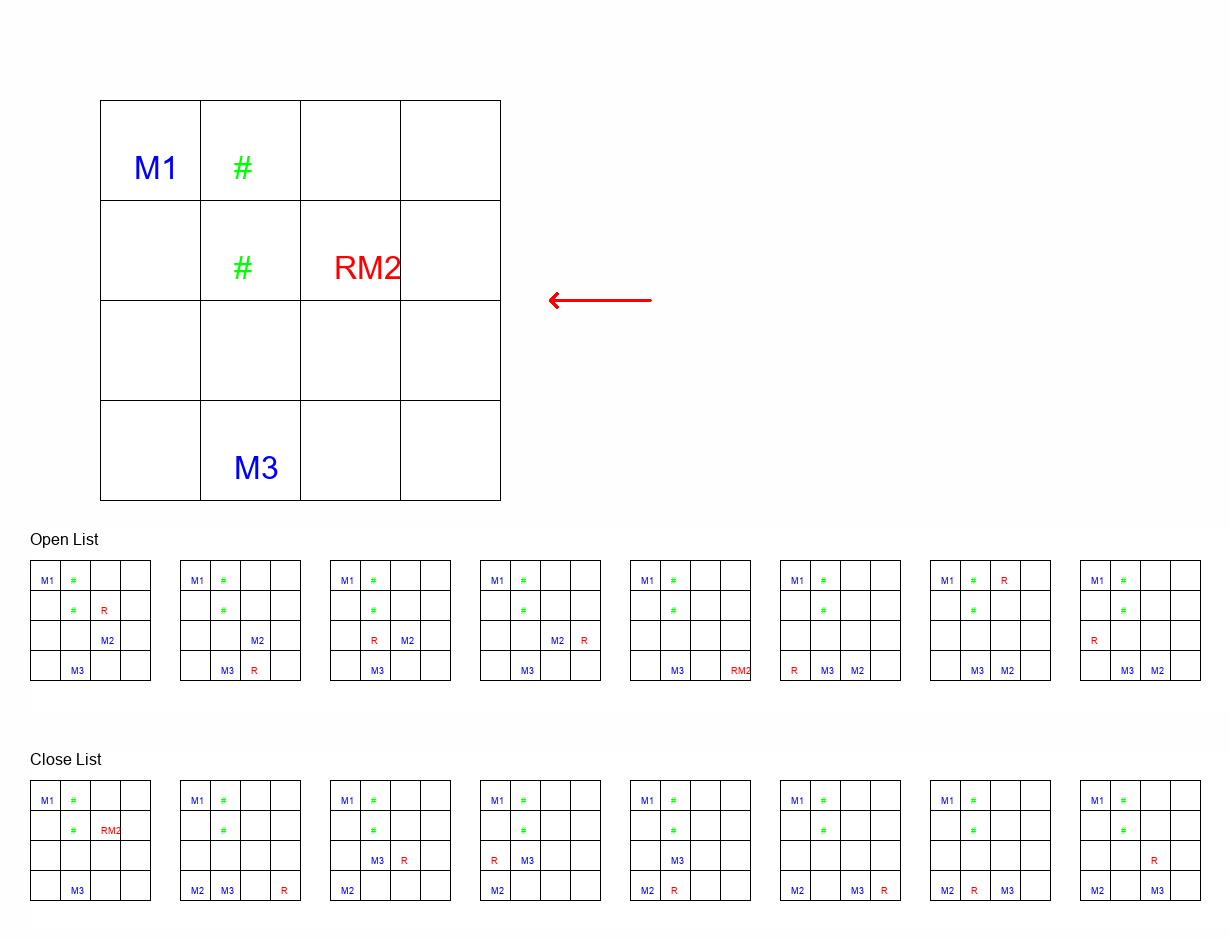 M1 #
# RM2
M3
Open List
M1 # M1 # M1 # M1 # M1 # M1 # M1 # R M1 #
# R # # # # # # #
M2 M2 R M2 M2 R R
M3 M3 R M3 M3 M3 RM2 R M3 M2 M3 M2 M3 M2
Close List
M1 # M1 # M1 # M1 # M1 # M1 # M1 # M1 #
# RM2 # # # # # # #
M3 R R M3 M3 R
M3 M2 M3 R M2 M2 M2 R M2 M3 R M2 R M3 M2 M3